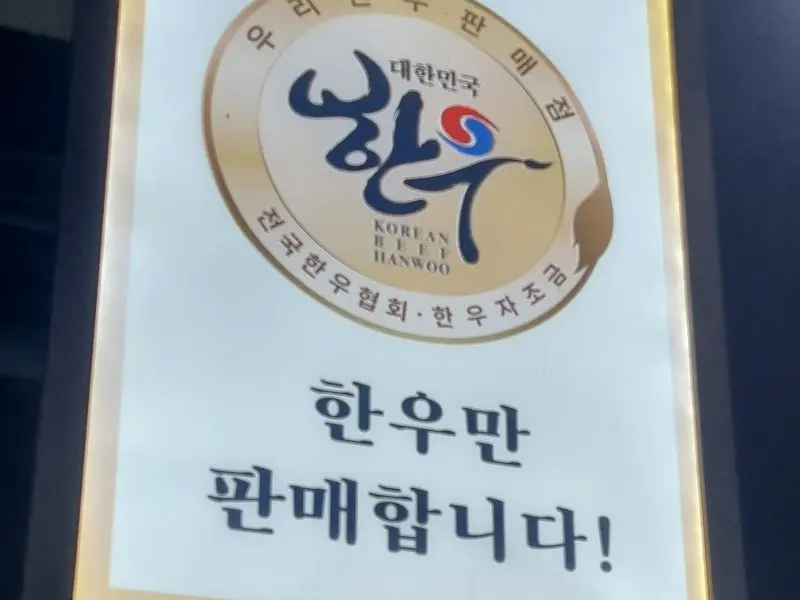 우리한우판매점
대한민국
한우
KOREAN
BEEF
HANWOO
전국한우협회·한우자조금
한우만
판매합니다!